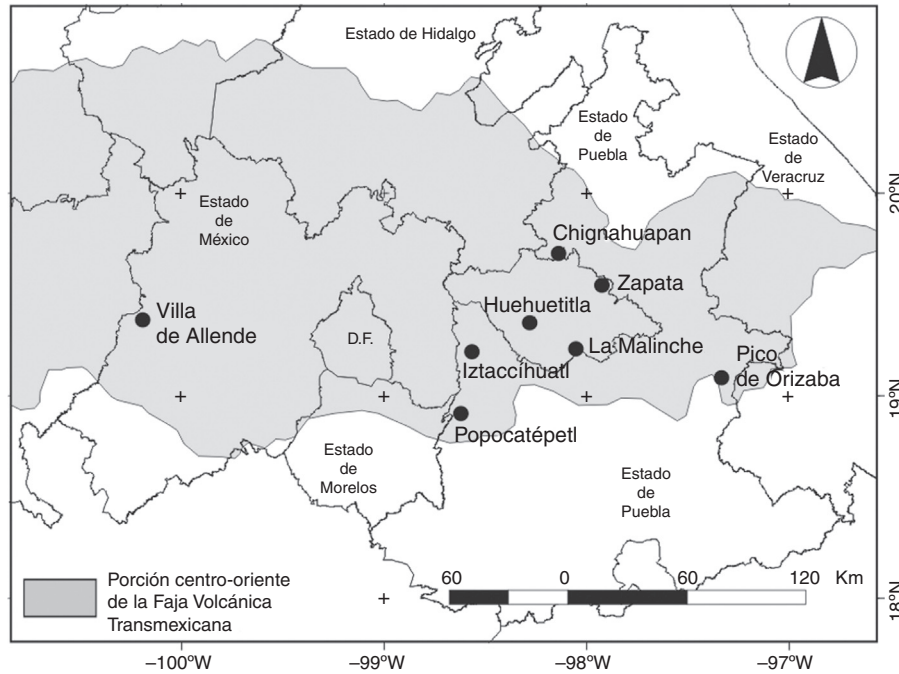 Estado de Hidalgo
Estado
de
Puebla
Estado
de
Veracruz
20°N
Estado
de
México
Chignahuapan
Zapata
Huehuetitla
Villa
de Allende
D.F.
La Malinche
Iztaccíhuatl
Pico
de Orizaba
19°N
Popocatépetl
Estado
de
Morelos
Estado
de
Puebla
Porción centro-oriente
de la Faja Volcánica
Transmexicana
60 0 60 120 Km
18°N
–100°W –99°W –98°W –97°W